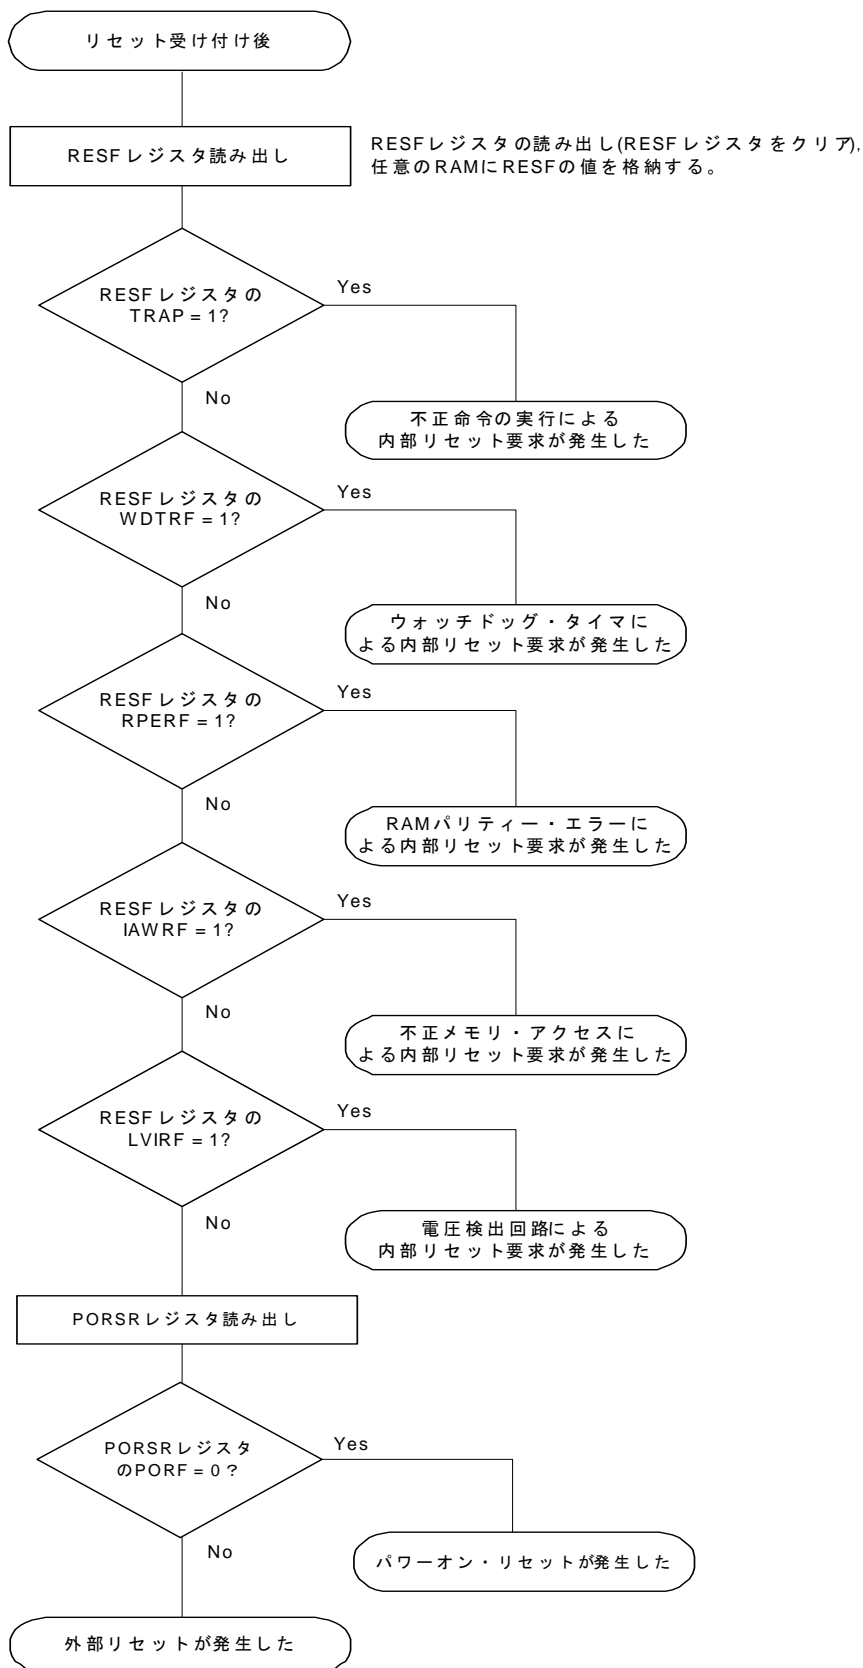 リセット受け付け後
RESFレジスタ読み出し
RESFレジスタの読み出し(RESFレジスタをクリア),
任意のRAMにRESFの値を格納する。
RESFレジスタの
TRAP = 1?
Yes
No
不正命令の実行による
内部リセット要求が発生した
RESFレジスタの
WDTRF = 1?
Yes
No
ウォッチドッグ・タイマに
よる内部リセット要求が発生した
RESFレジスタの
RPERF = 1?
Yes
No
RAMパリティー・エラーに
よる内部リセット要求が発生した
RESFレジスタの
IAWRF = 1?
Yes
No
不正メモリ・アクセスに
よる内部リセット要求が発生した
RESFレジスタの
LVIRF = 1?
Yes
No
電圧検出回路による
内部リセット要求が発生した
PORSRレジスタ読み出し
PORSRレジスタ
のPORF = 0?
Yes
No
パワーオン・リセットが発生した
外部リセットが発生した